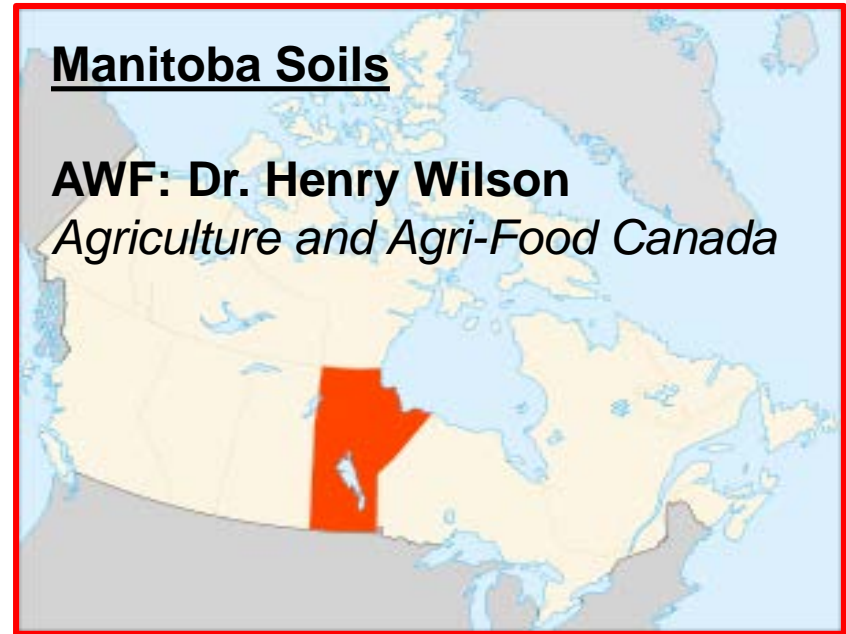 Manitoba Soils
AWF: Dr. Henry Wilson
Agriculture and Agri-Food Canada